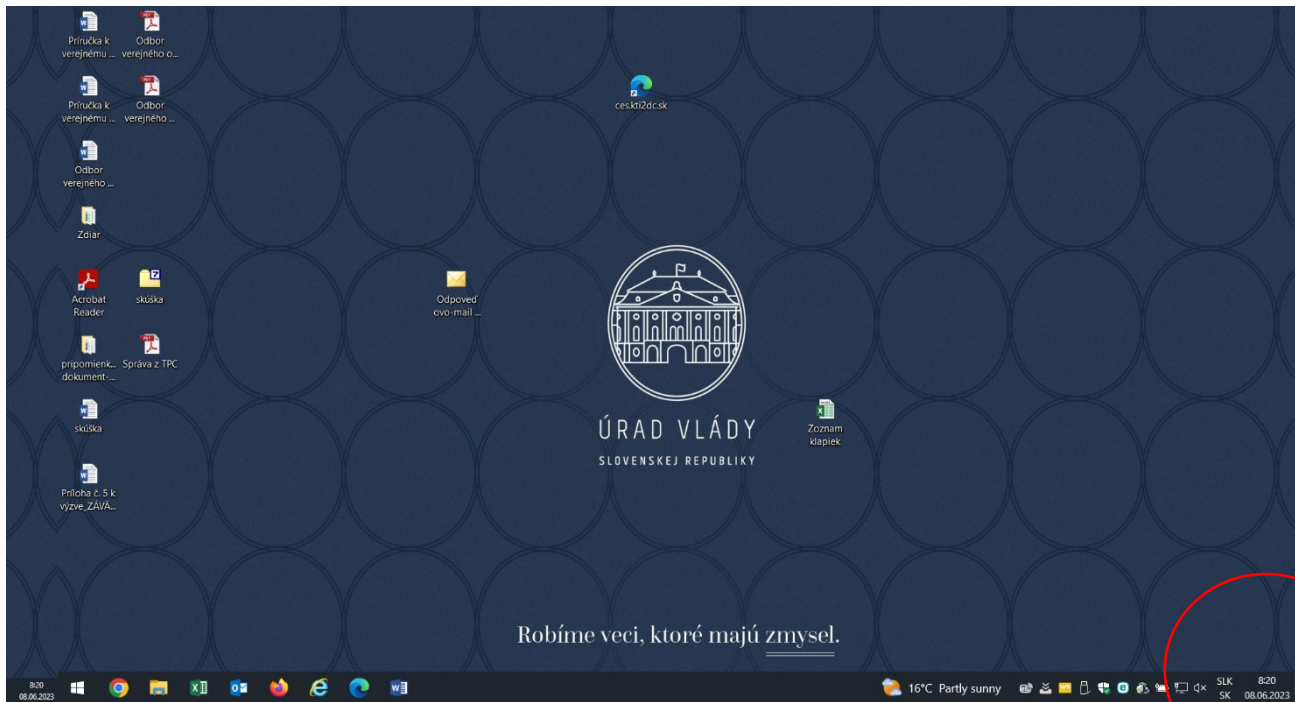 Príručka k
verejnému ...
Odbor
verejného o...
Príručka k
verejnému ...
Odbor
verejného ...
ces.kti2dc.sk
Odbor
verejného ...
Zdiar
Acrobat
Reader
skúška
Odpoveď
ovo-mail ...
pripomienk...
dokument-...
Správa z TPC
skúška
Zoznam
klapiek
ÚRAD VLÁDY
SLOVENSKEJ REPUBLIKY
Príloha č. 5 k
výzve_ZÁVÄ...
Robíme veci, ktoré majú zmysel.
8:20
08.06.2023
16°C Partly sunny
SLK
SK
8:20
08.06.2023